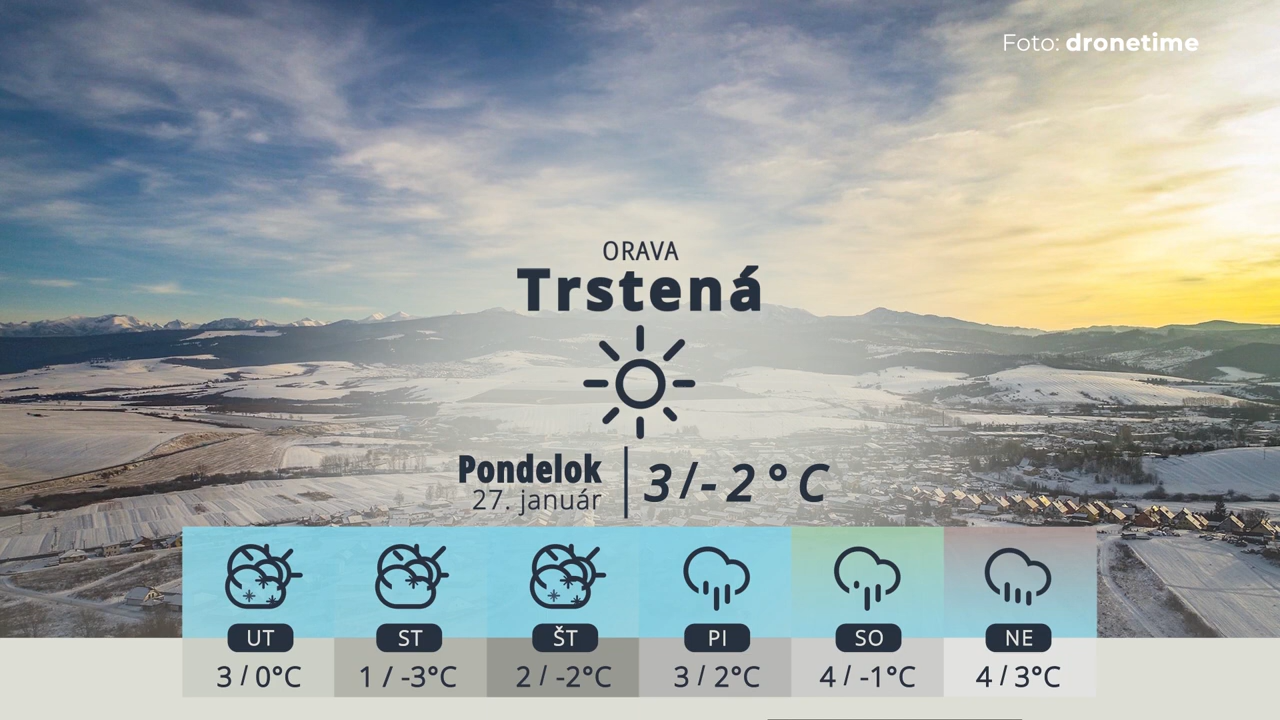 Foto: dronetime
ORAVA
Trstená
Pondelok
27. január
3/-2°C
UT ST ŠT PI SO NE
3 / 0°C 1 / -3°C 2 / -2°C 3 / 2°C 4 / -1°C 4 / 3°C